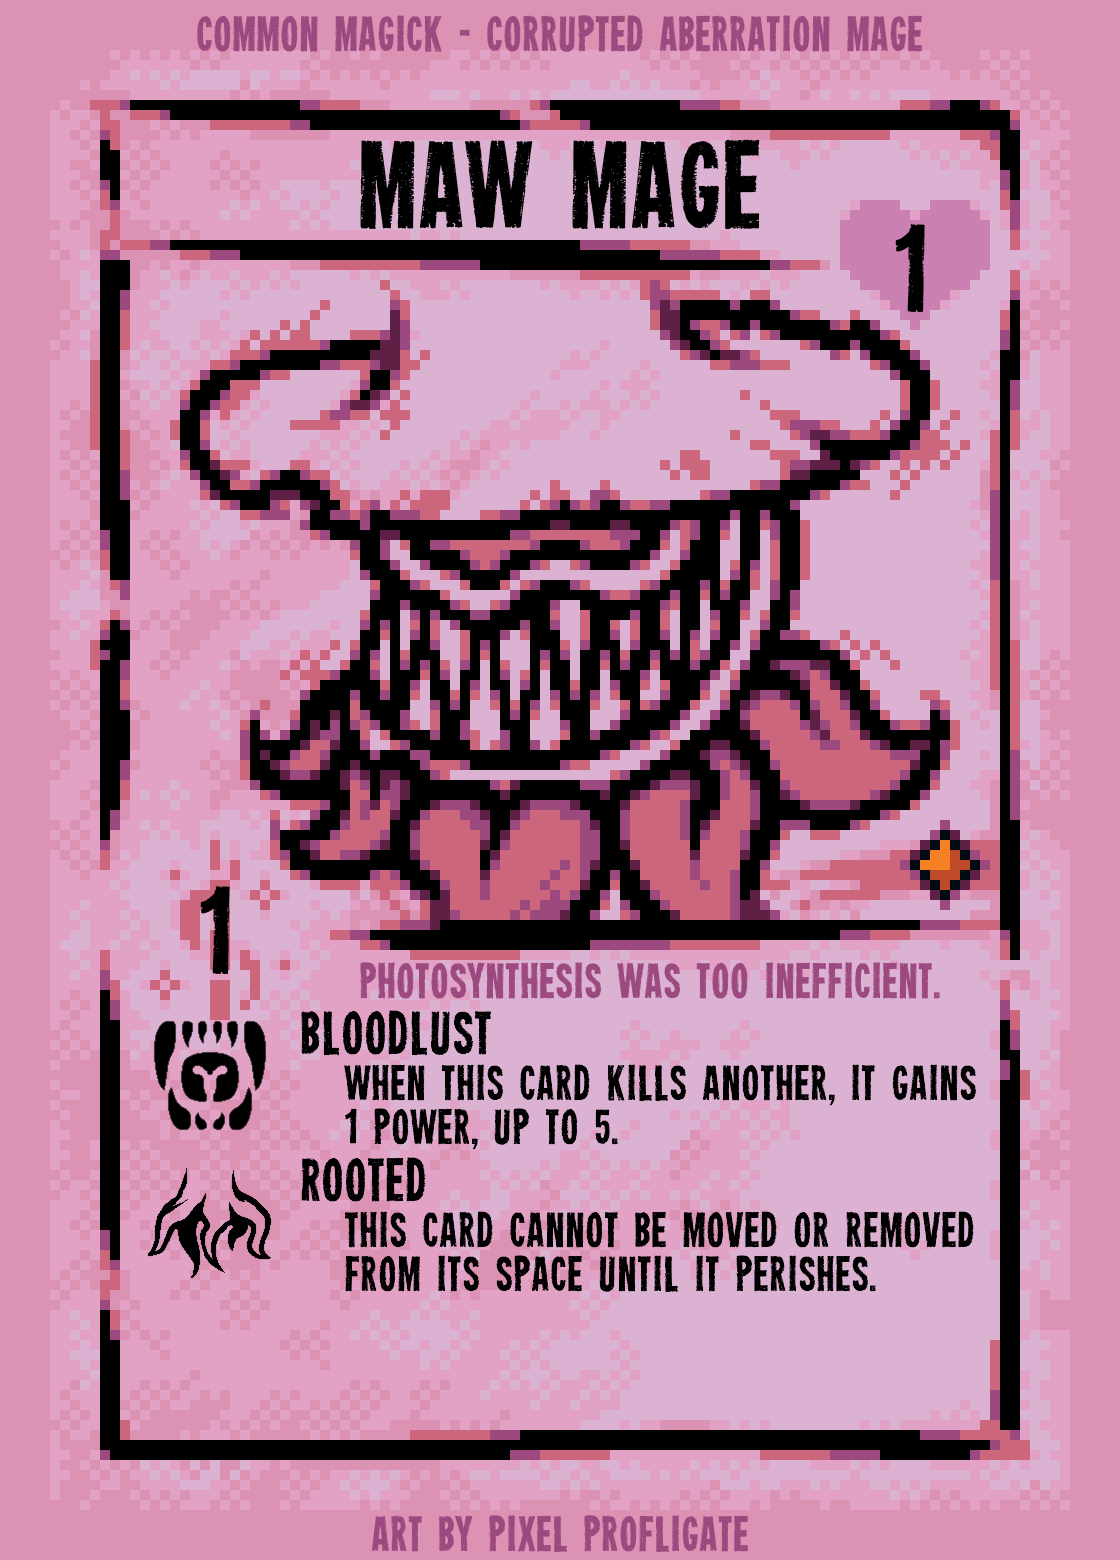 COMMON MAGICK - CORRUPTED ABERRATION MAGE
MAW MAGE
1
1
PHOTOSYNTHESIS WAS TOO INEFFICIENT.
BLOODLUST
WHEN THIS CARD KILLS ANOTHER, IT GAINS
1 POWER, UP TO 5.
ROOTED
THIS CARD CANNOT BE MOVED OR REMOVED
FROM ITS SPACE UNTIL IT PERISHES.
ART BY PIXEL PROFLIGATE